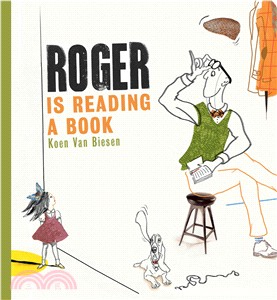 ROGER
IS READING
A BOOK
Koen Van Biesen